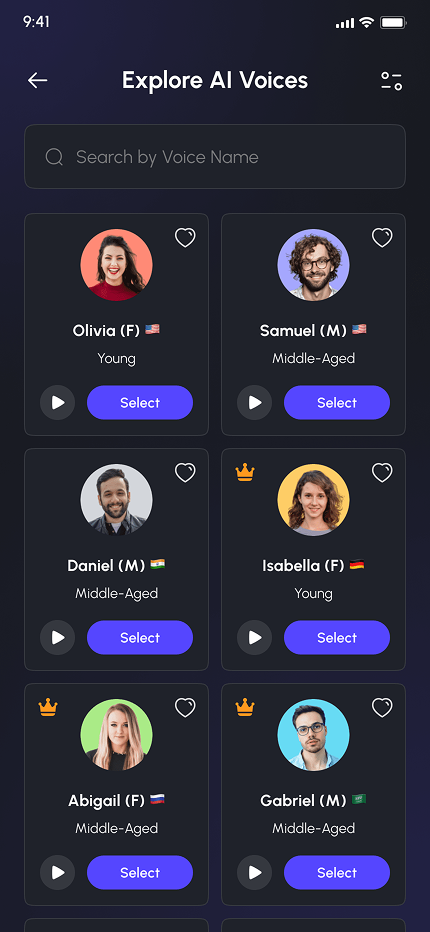 9:41
Explore AI Voices
Search by Voice Name
Olivia (F) 🇺🇸
Young
Select
Samuel (M) 🇺🇸
Middle-Aged
Select
Daniel (M) 🇮🇳
Middle-Aged
Select
Isabella (F) 🇩🇪
Young
Select
Abigail (F) 🇷🇺
Middle-Aged
Select
Gabriel (M) 🇸🇦
Middle-Aged
Select